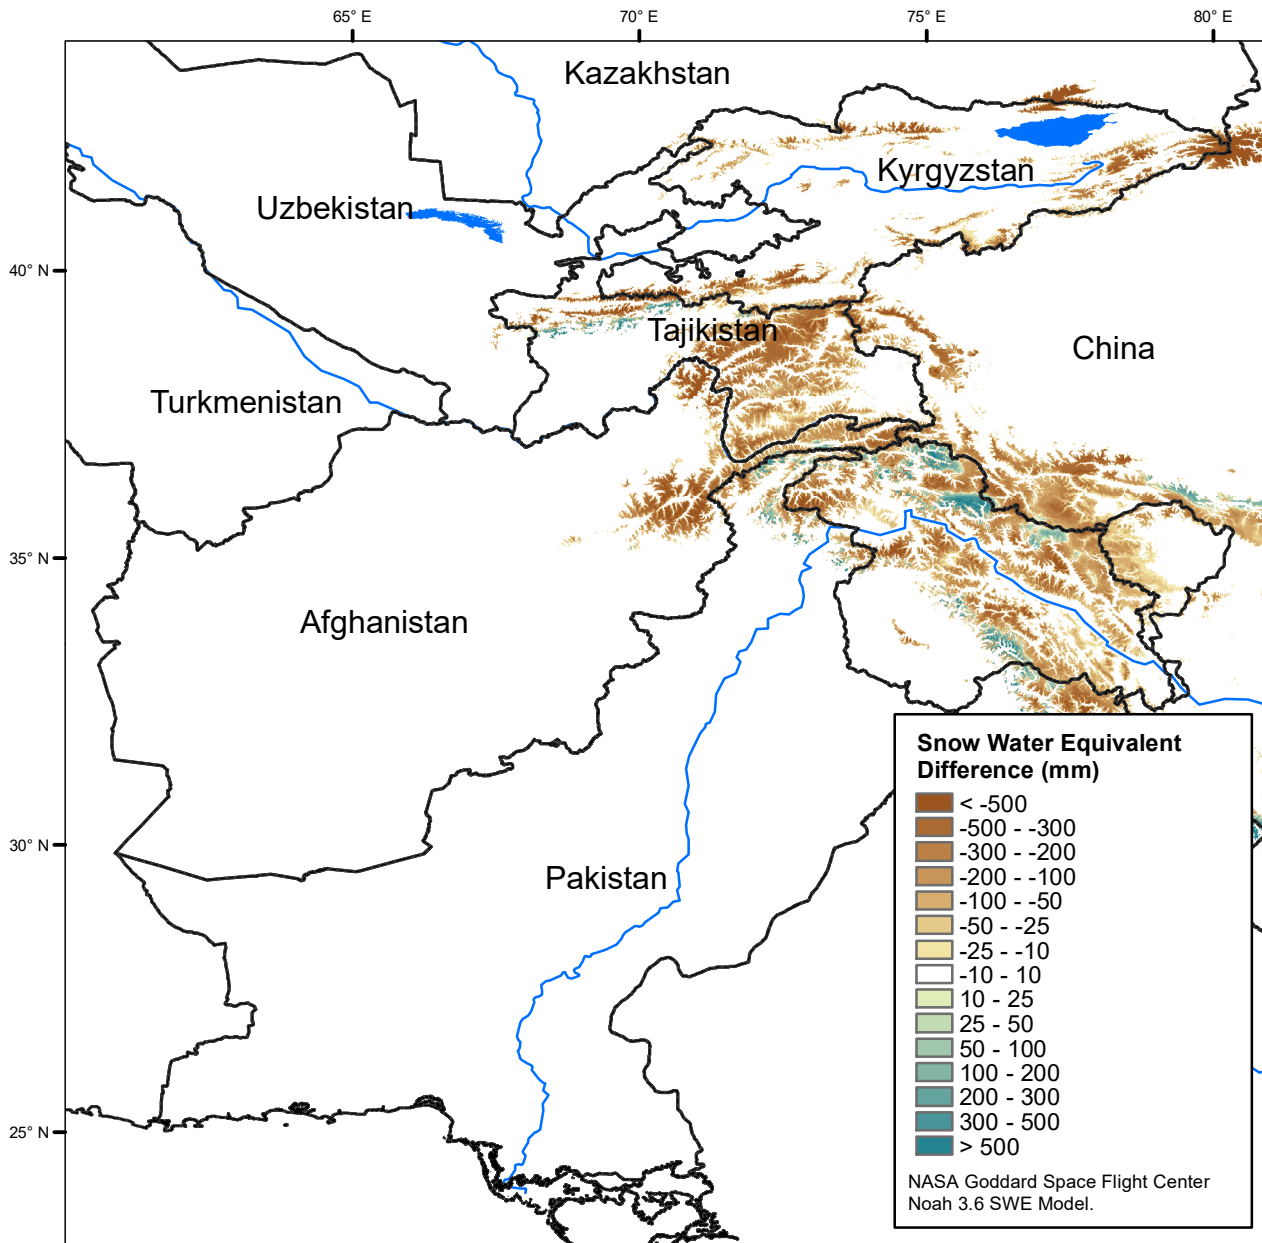 65° E
70° E
75° E
80° E
Kazakhstan
Kyrgyzstan
Uzbekistan
40° N
Tajikistan
China
Turkmenistan
35° N
Afghanistan
30° N
Pakistan
25° N
Snow Water Equivalent
Difference (mm)
< -500
-500 - -300
-300 - -200
-200 - -100
-100 - -50
-50 - -25
-25 - -10
-10 - 10
10 - 25
25 - 50
50 - 100
100 - 200
200 - 300
300 - 500
> 500
NASA Goddard Space Flight Center
Noah 3.6 SWE Model.